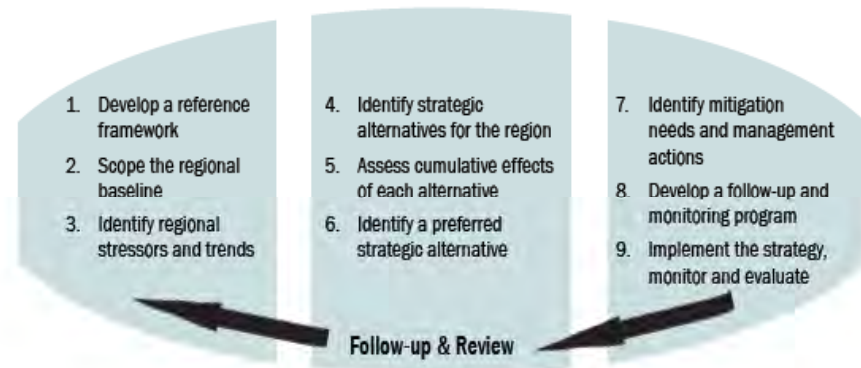 1. Develop a reference
framework
2. Scope the regional
baseline
3. Identify regional
stressors and trends
4. Identify strategic
alternatives for the region
5. Assess cumulative effects
of each alternative
6. Identify a preferred
strategic alternative
7. Identify mitigation
needs and management
actions
8. Develop a follow-up and
monitoring program
9. Implement the strategy,
monitor and evaluate
Follow-up & Review